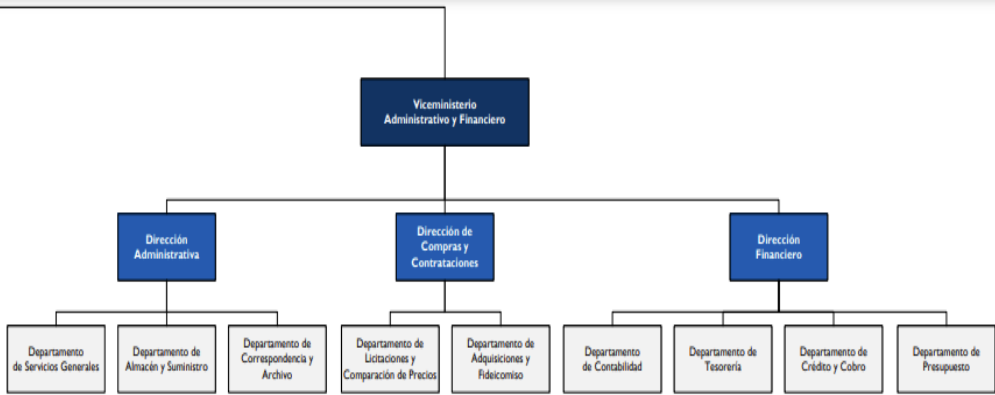 Viceministerio
Administrativo y Financiero
Dirección
Administrativa
Dirección de
Compras y
Contrataciones
Dirección
Financiero
Departamento
de Servicios Generales
Departamento de
Almacén y Suministro
Departamento de
Correspondencia y
Archivo
Departamento de
Licitaciones y
Comparación de Precios
Departamento de
Adquisiciones y
Fideicomiso
Departamento
de Contabilidad
Departamento de
Tesorería
Departamento de
Crédito y Cobro
Departamento de
Presupuesto